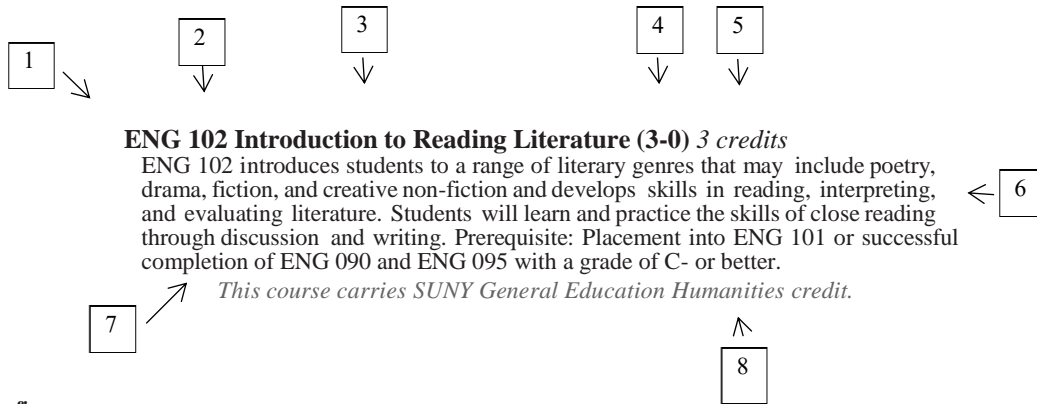 3
4
5
2
1
ENG 102 Introduction to Reading Literature (3-0) 3 credits
ENG 102 introduces students to a range of literary genres that may include poetry,
drama, fiction, and creative non-fiction and develops skills in reading, interpreting,
6
and evaluating literature. Students will learn and practice the skills of close reading
through discussion and writing. Prerequisite: Placement into ENG 101 or successful
completion of ENG 090 and ENG 095 with a grade of C- or better.
This course carries SUNY General Education Humanities credit.
7
8